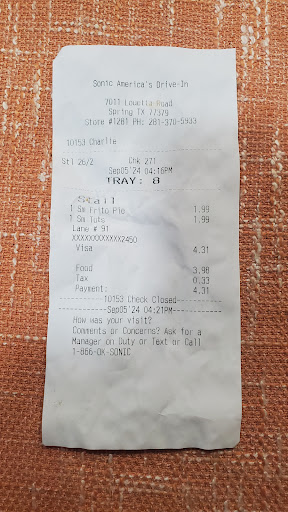 Sonic America's Drive-In
7011 Louetta Road
Spring TX 77379
Store #1281 PH: 281-370-5533
10153 Charlie
Stl 26/2 Chk 271
Sep05'24 04:16PM
TRAY: 8
Stall
1 Sm Frito Pie 1.99
1 Sm Tots 1.99
Lane # 91
XXXXXXXXXXXX2450
Visa 4.31
Food 3.98
Tax 0.33
Payment: 4.31
----------10153 Check Closed----------
----------Sep05'24 04:21PM----------
How was your visit?
Comments or Concerns? Ask for a
Manager on Duty or Text or Call
1-866-OK-SONIC